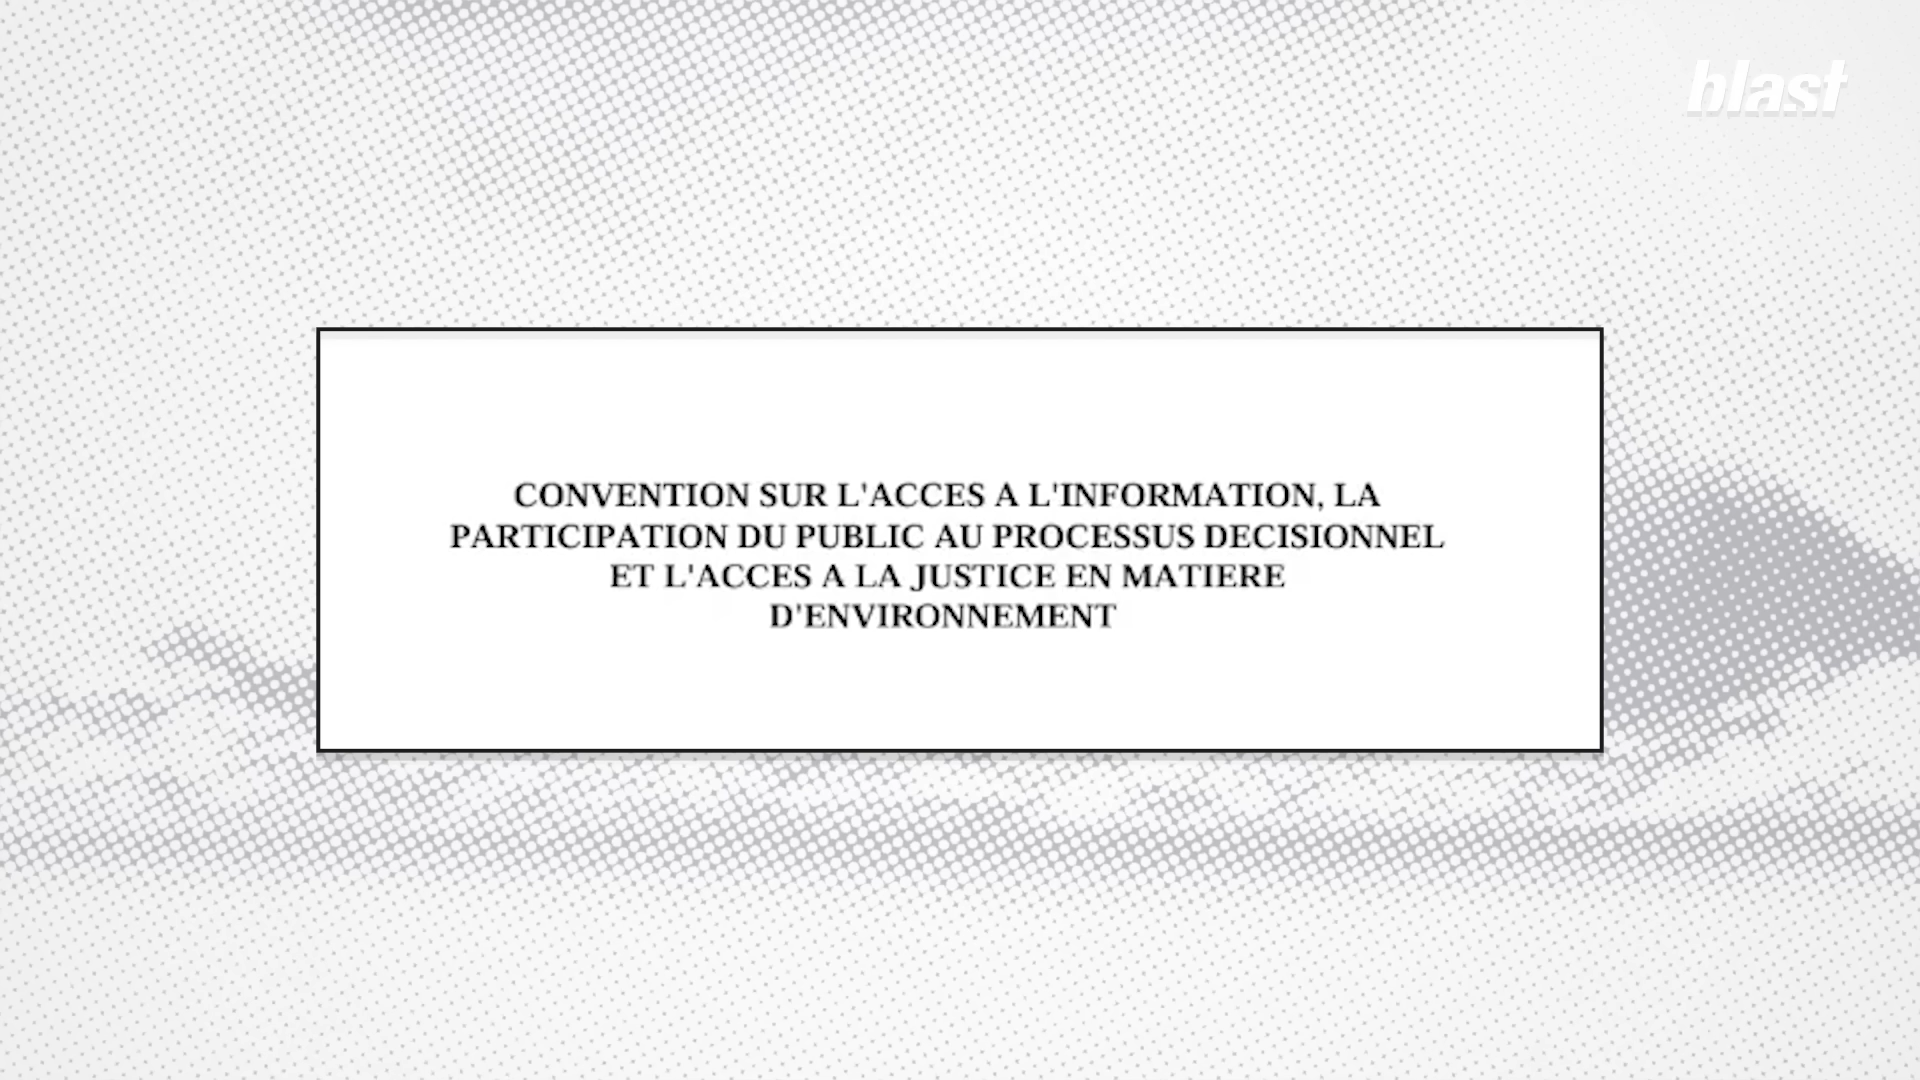 blast
CONVENTION SUR L'ACCES A L'INFORMATION, LA
PARTICIPATION DU PUBLIC AU PROCESSUS DECISIONNEL
ET L'ACCES A LA JUSTICE EN MATIERE
D'ENVIRONNEMENT